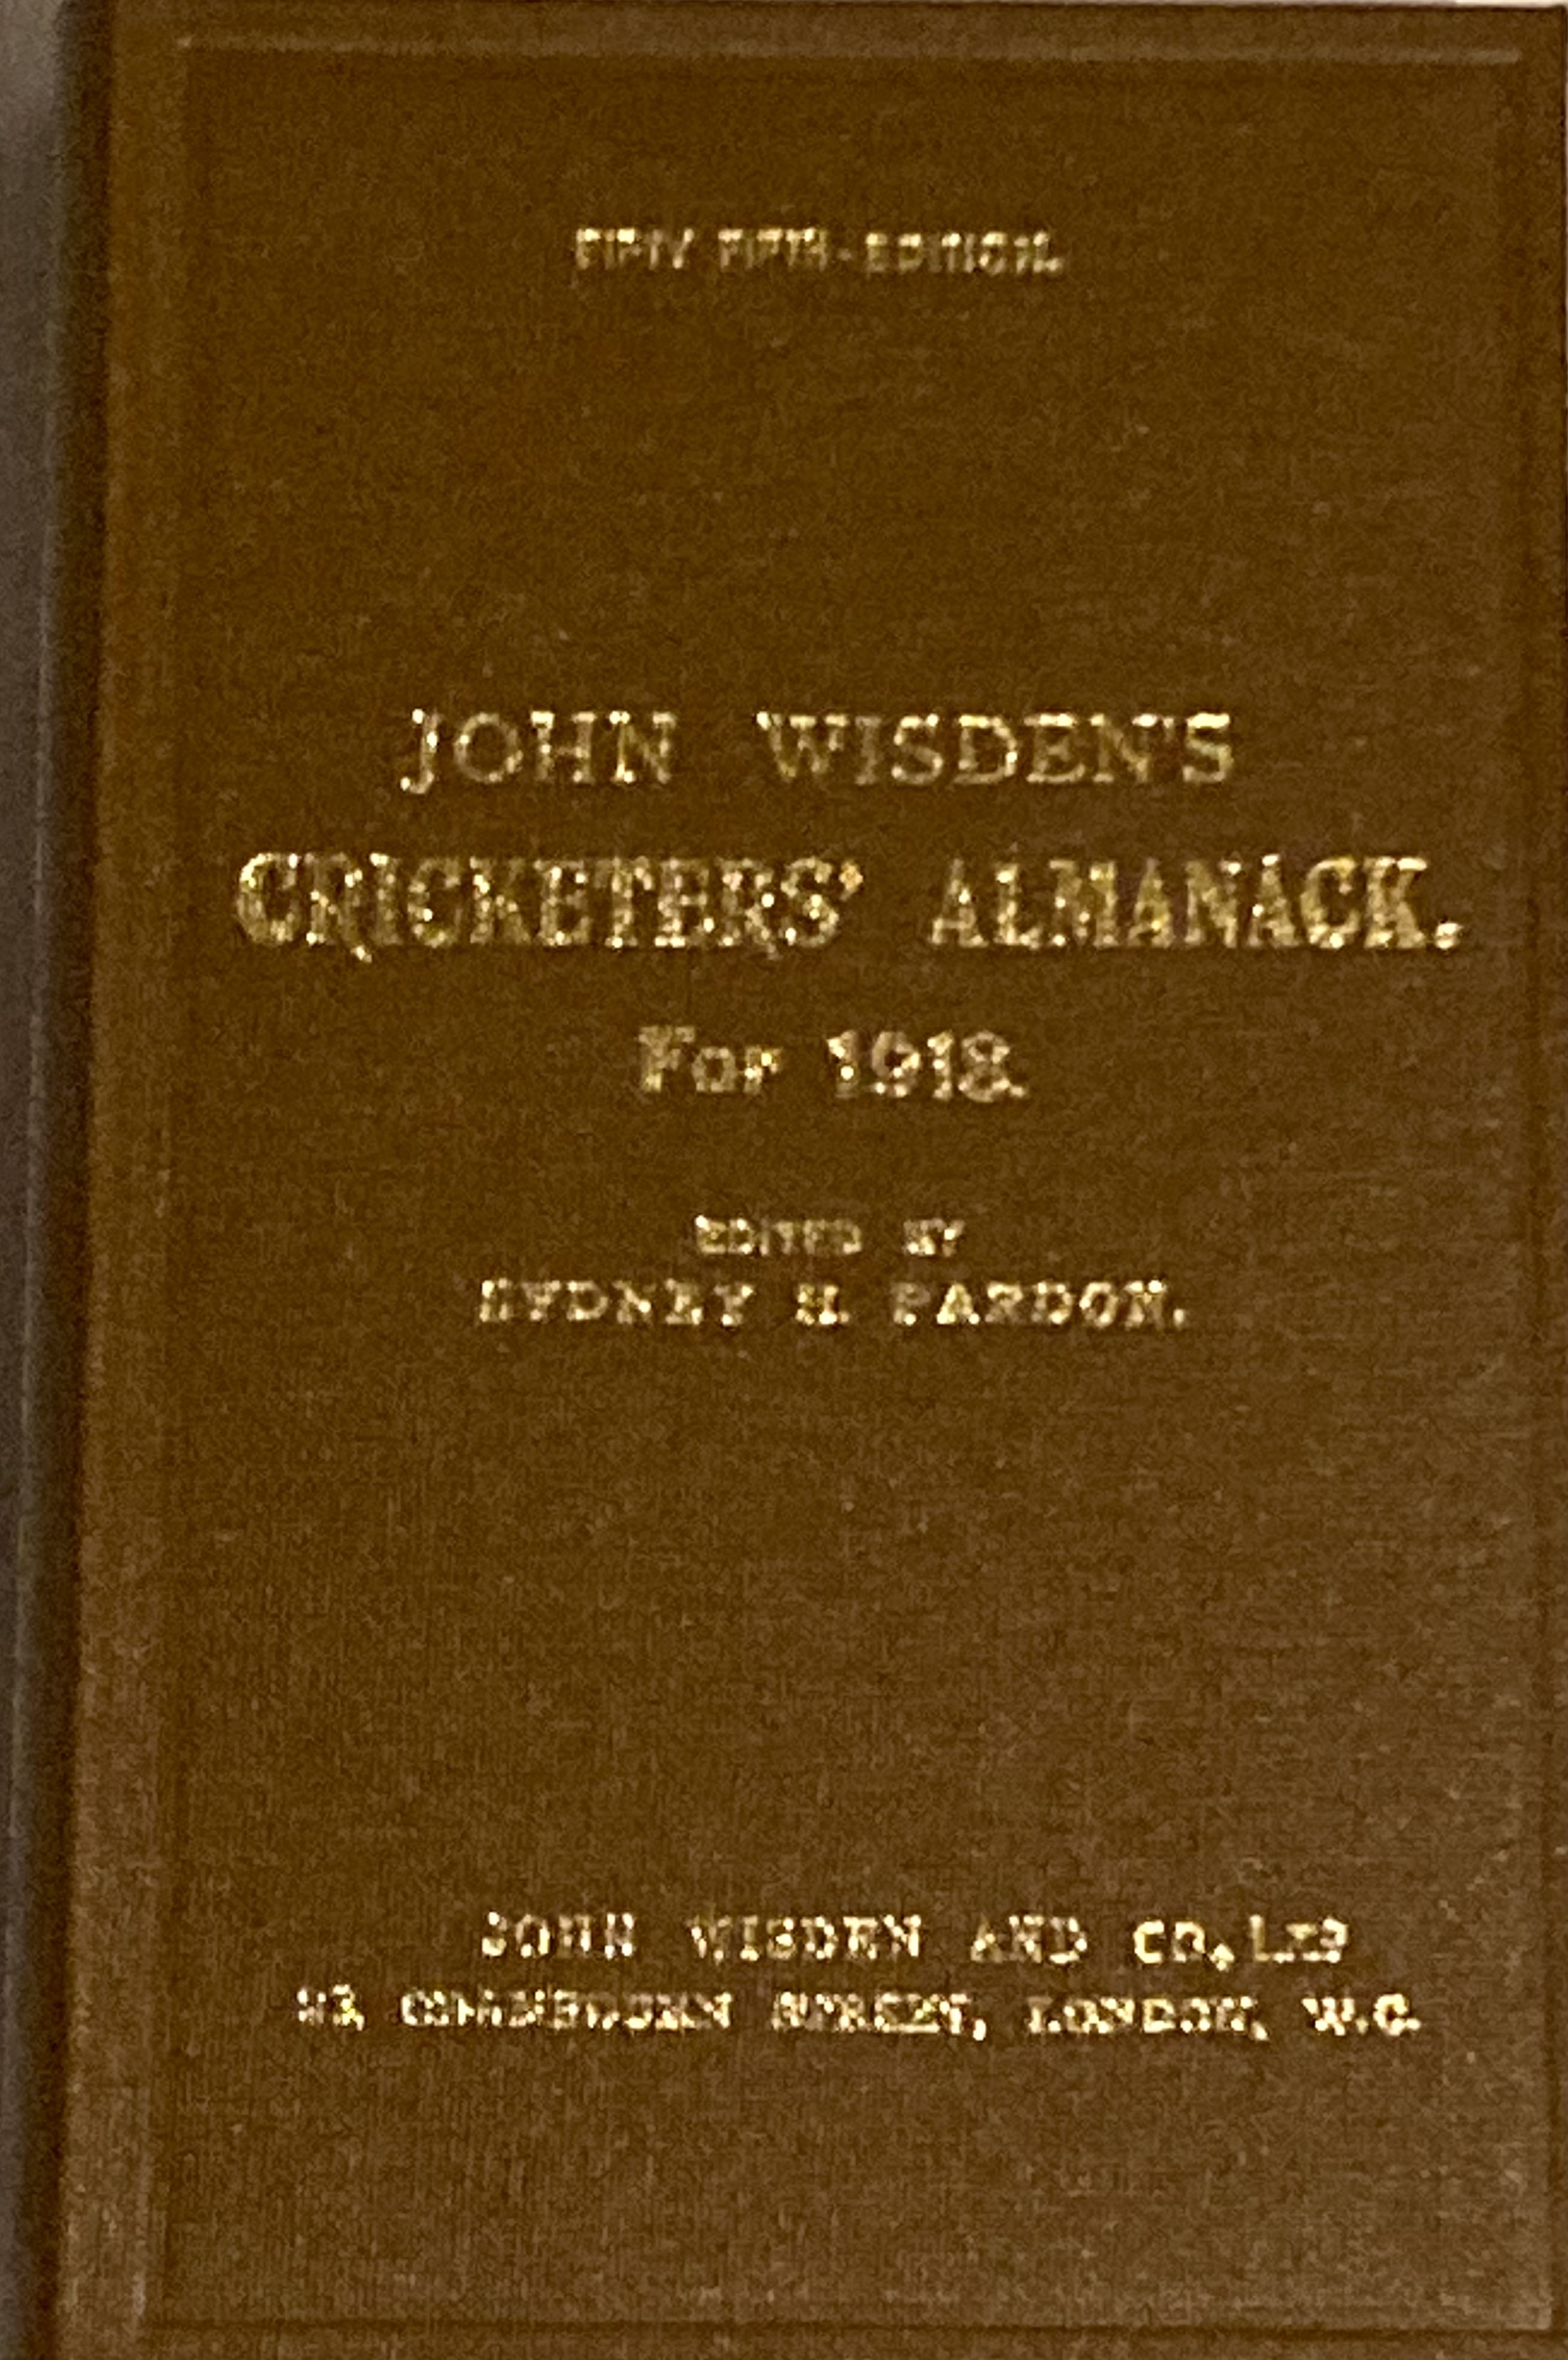 FIFTY FIFTH-EDITION.
JOHN WISDEN'S
CRICKETERS' ALMANACK.
For 1918.
EDITED BY
SYDNEY H. PARDON.
JOHN WISDEN AND CO, LTD
CRANBOURN STREET, LONDON, W.C.